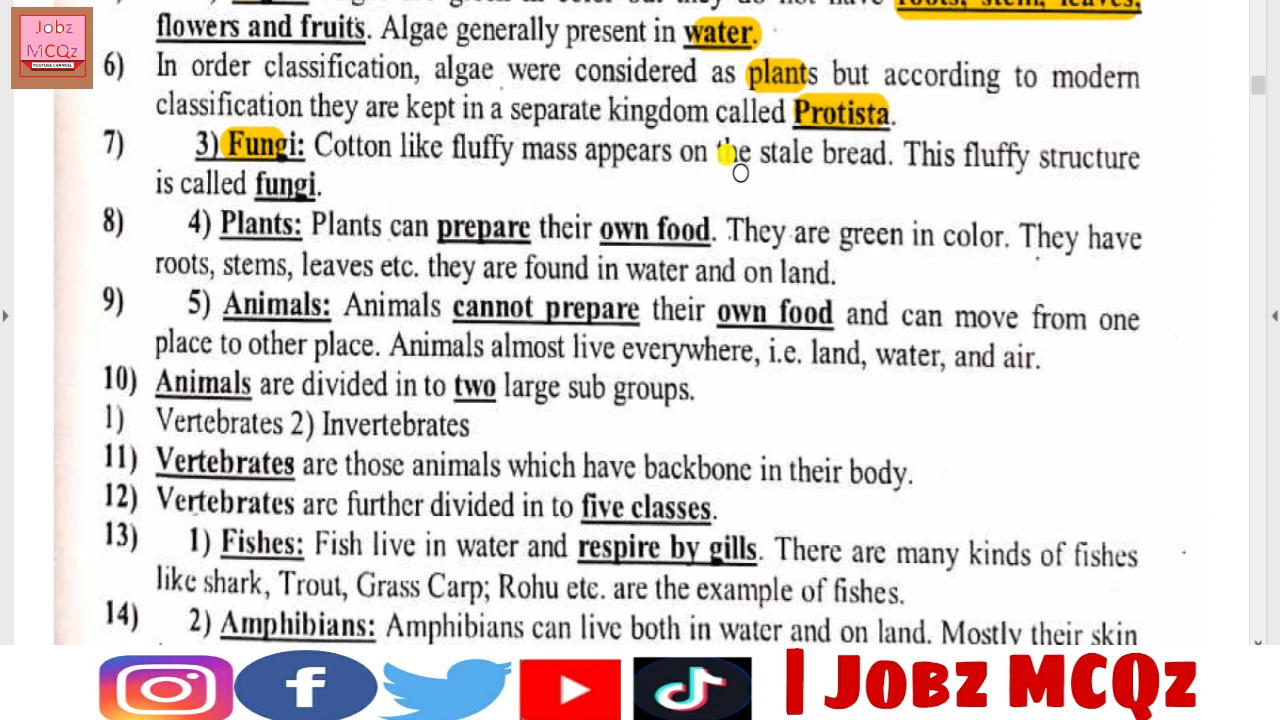 Jobz
MCQz
YOUTUBE CHANNEL
flowers and fruits. Algae generally present in water.
6) In order classification, algae were considered as plants but according to modern
classification they are kept in a separate kingdom called Protista.
7) 3) Fungi: Cotton like fluffy mass appears on the stale bread. This fluffy structure
is called fungi.
8) 4) Plants: Plants can prepare their own food. They are green in color. They have
roots, stems, leaves etc. they are found in water and on land.
9) 5) Animals: Animals cannot prepare their own food and can move from one
place to other place. Animals almost live everywhere, i.e. land, water, and air.
10) Animals are divided in to two large sub groups.
1) Vertebrates 2) Invertebrates
11) Vertebrates are those animals which have backbone in their body.
12) Vertebrates are further divided in to five classes.
13) 1) Fishes: Fish live in water and respire by gills. There are many kinds of fishes
like shark, Trout, Grass Carp; Rohu etc. are the example of fishes.
14) 2) Amphibians: Amphibians can live both in water and on land. Mostly their skin
| Jobz MCQz